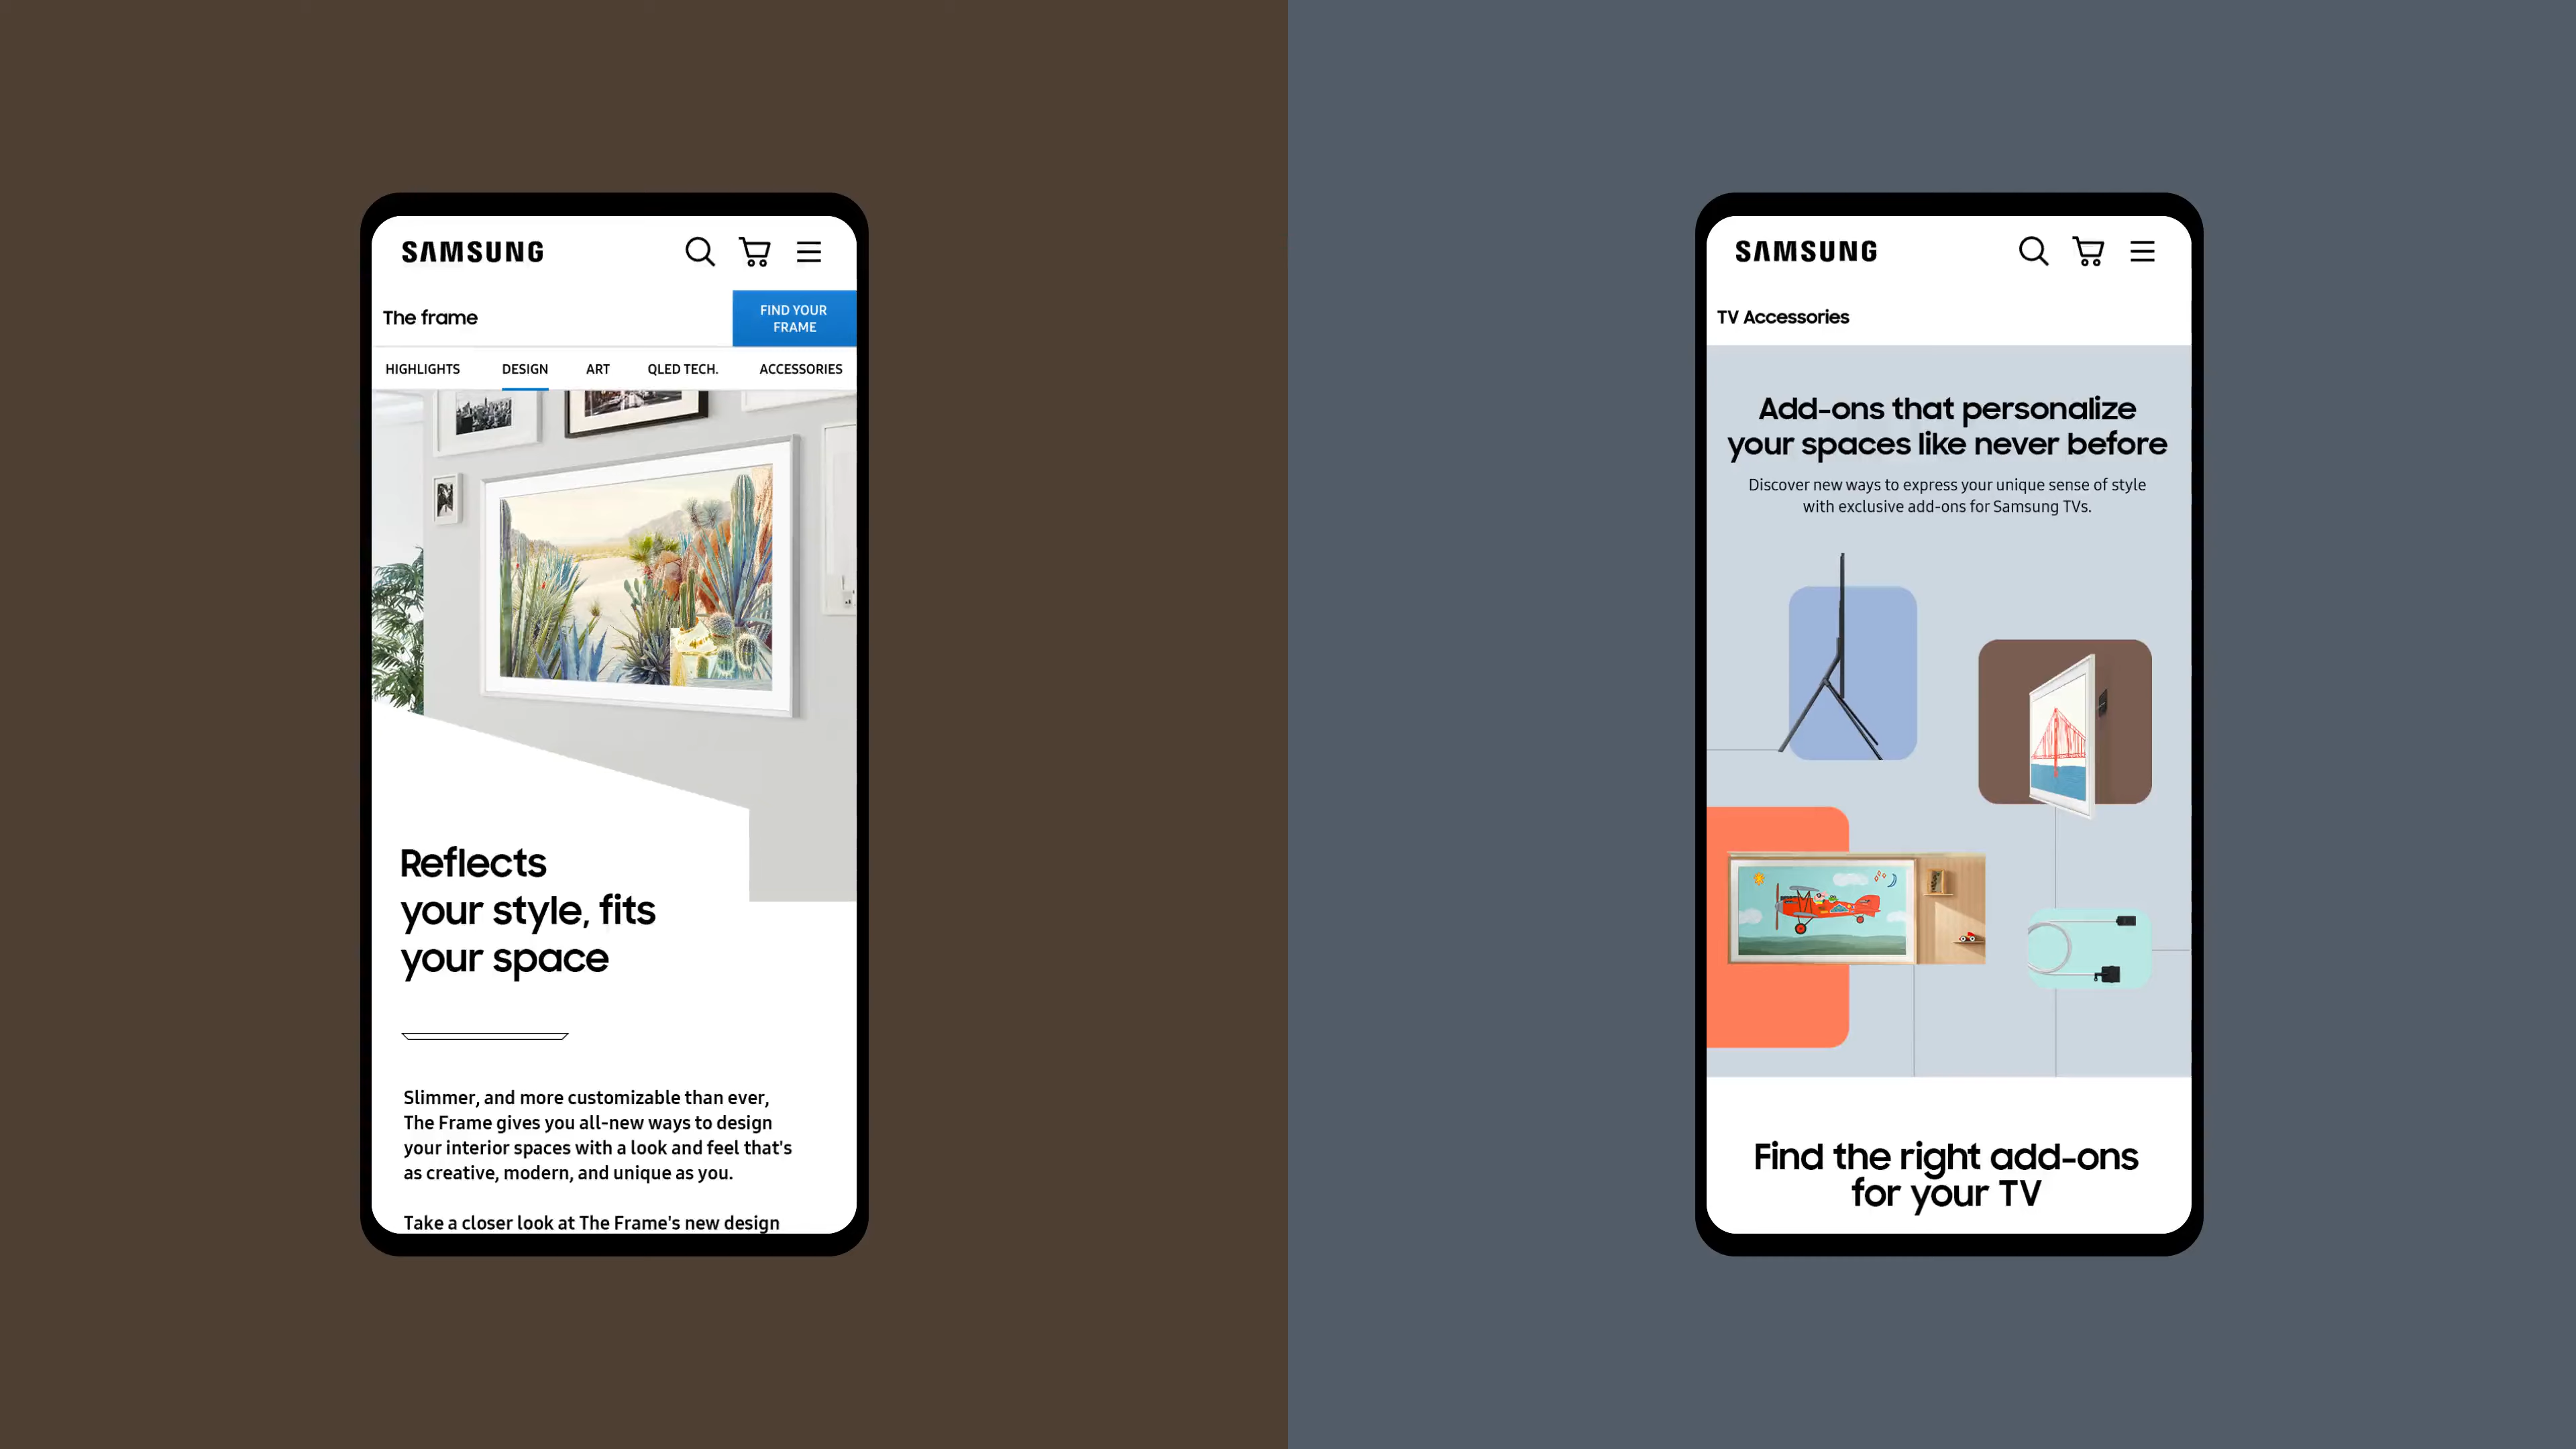 SAMSUNG
The frame
FIND YOUR
FRAME
HIGHLIGHTS DESIGN ART QLED TECH. ACCESSORIES
Reflects
your style, fits
your space
Slimmer, and more customizable than ever,
The Frame gives you all-new ways to design
your interior spaces with a look and feel that's
as creative, modern, and unique as you.
Take a closer look at The Frame's new design
SAMSUNG
TV Accessories
Add-ons that personalize
your spaces like never before
Discover new ways to express your unique sense of style
with exclusive add-ons for Samsung TVs.
Find the right add-ons
for your TV